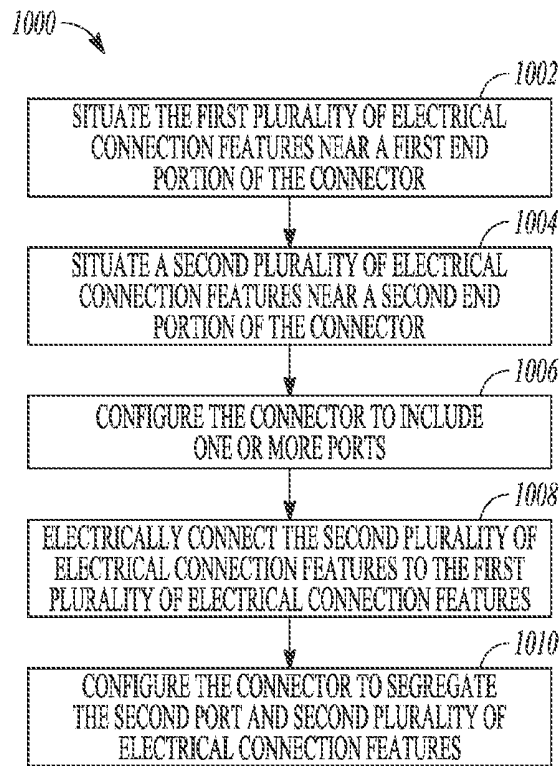 1000
1002
SITUATE THE FIRST PLURALITY OF ELECTRICAL
CONNECTION FEATURES NEAR A FIRST END
PORTION OF THE CONNECTOR
1004
SITUATE A SECOND PLURALITY OF ELECTRICAL
CONNECTION FEATURES NEAR A SECOND END
PORTION OF THE CONNECTOR
1006
CONFIGURE THE CONNECTOR TO INCLUDE
ONE OR MORE PORTS
1008
ELECTRICALLY CONNECT THE SECOND PLURALITY OF
ELECTRICAL CONNECTION FEATURES TO THE FIRST
PLURALITY OF ELECTRICAL CONNECTION FEATURES
1010
CONFIGURE THE CONNECTOR TO SEGREGATE
THE SECOND PORT AND SECOND PLURALITY OF
ELECTRICAL CONNECTION FEATURES